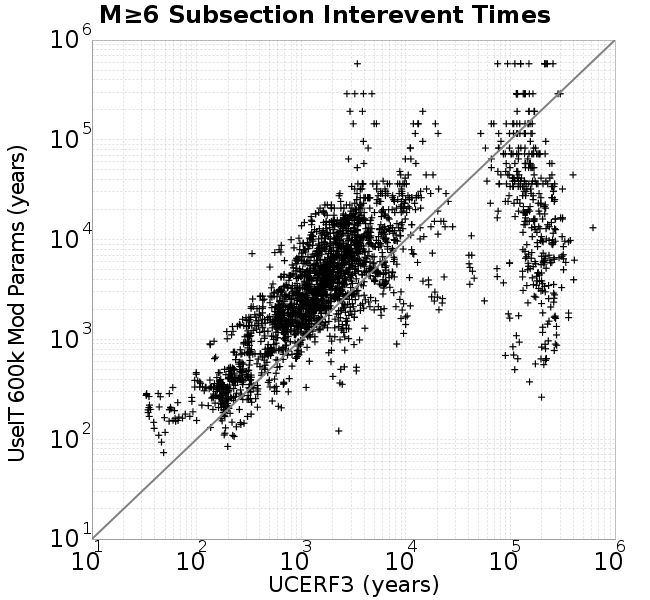 M≥6 Subsection Interevent Times
10^6
10^5
10^4
10^3
10^2
10^1
UseIT 600k Mod Params (years)
10^1 10^2 10^3 10^4 10^5 10^6
UCERF3 (years)